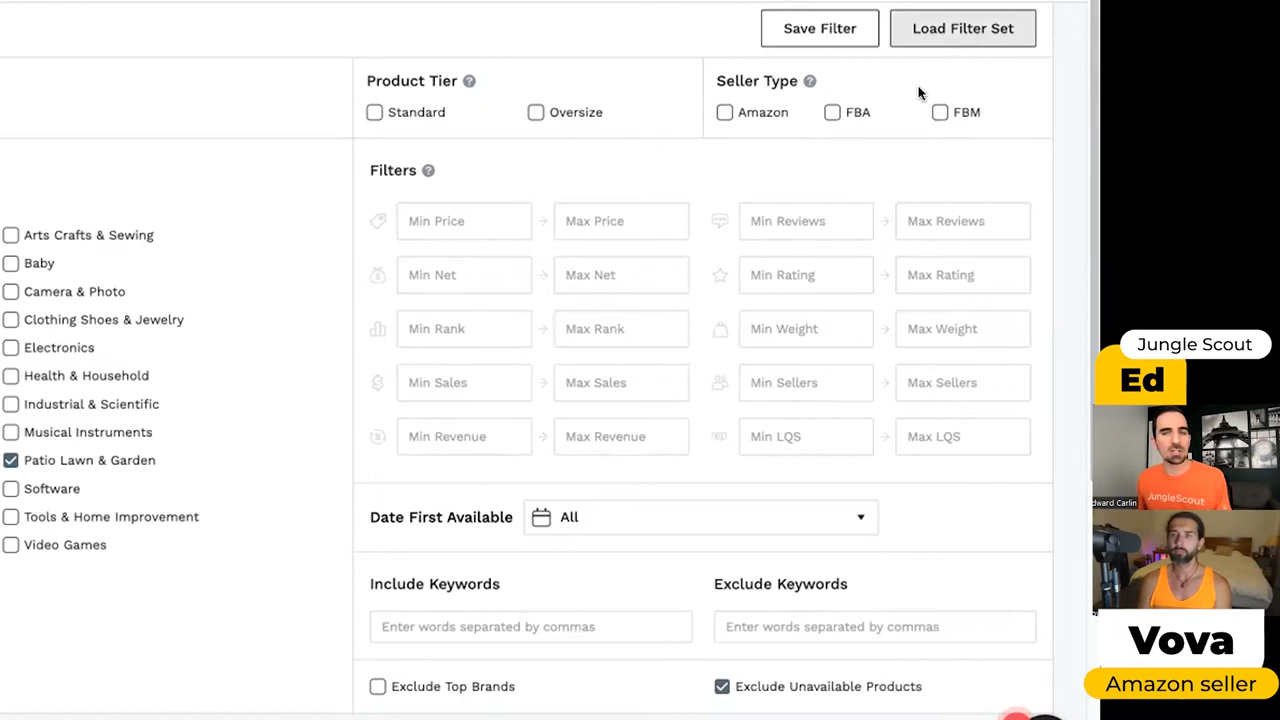 Save Filter
Load Filter Set
Product Tier ?
Standard
Oversize
Seller Type ?
Amazon
FBA
FBM
Filters ?
Arts Crafts & Sewing
Baby
Camera & Photo
Clothing Shoes & Jewelry
Electronics
Health & Household
Industrial & Scientific
Musical Instruments
Patio Lawn & Garden
Software
Tools & Home Improvement
Video Games
Min Price
Max Price
Min Reviews
Max Reviews
Min Net
Max Net
Min Rating
Max Rating
Min Rank
Max Rank
Min Weight
Max Weight
Min Sales
Max Sales
Min Sellers
Max Sellers
Min Revenue
Max Revenue
Min LQS
Max LQS
Date First Available
All
Include Keywords
Exclude Keywords
Enter words separated by commas
Enter words separated by commas
Exclude Top Brands
Exclude Unavailable Products
Jungle Scout
Ed
JungleScout
dward Carlin
Vova
Amazon seller